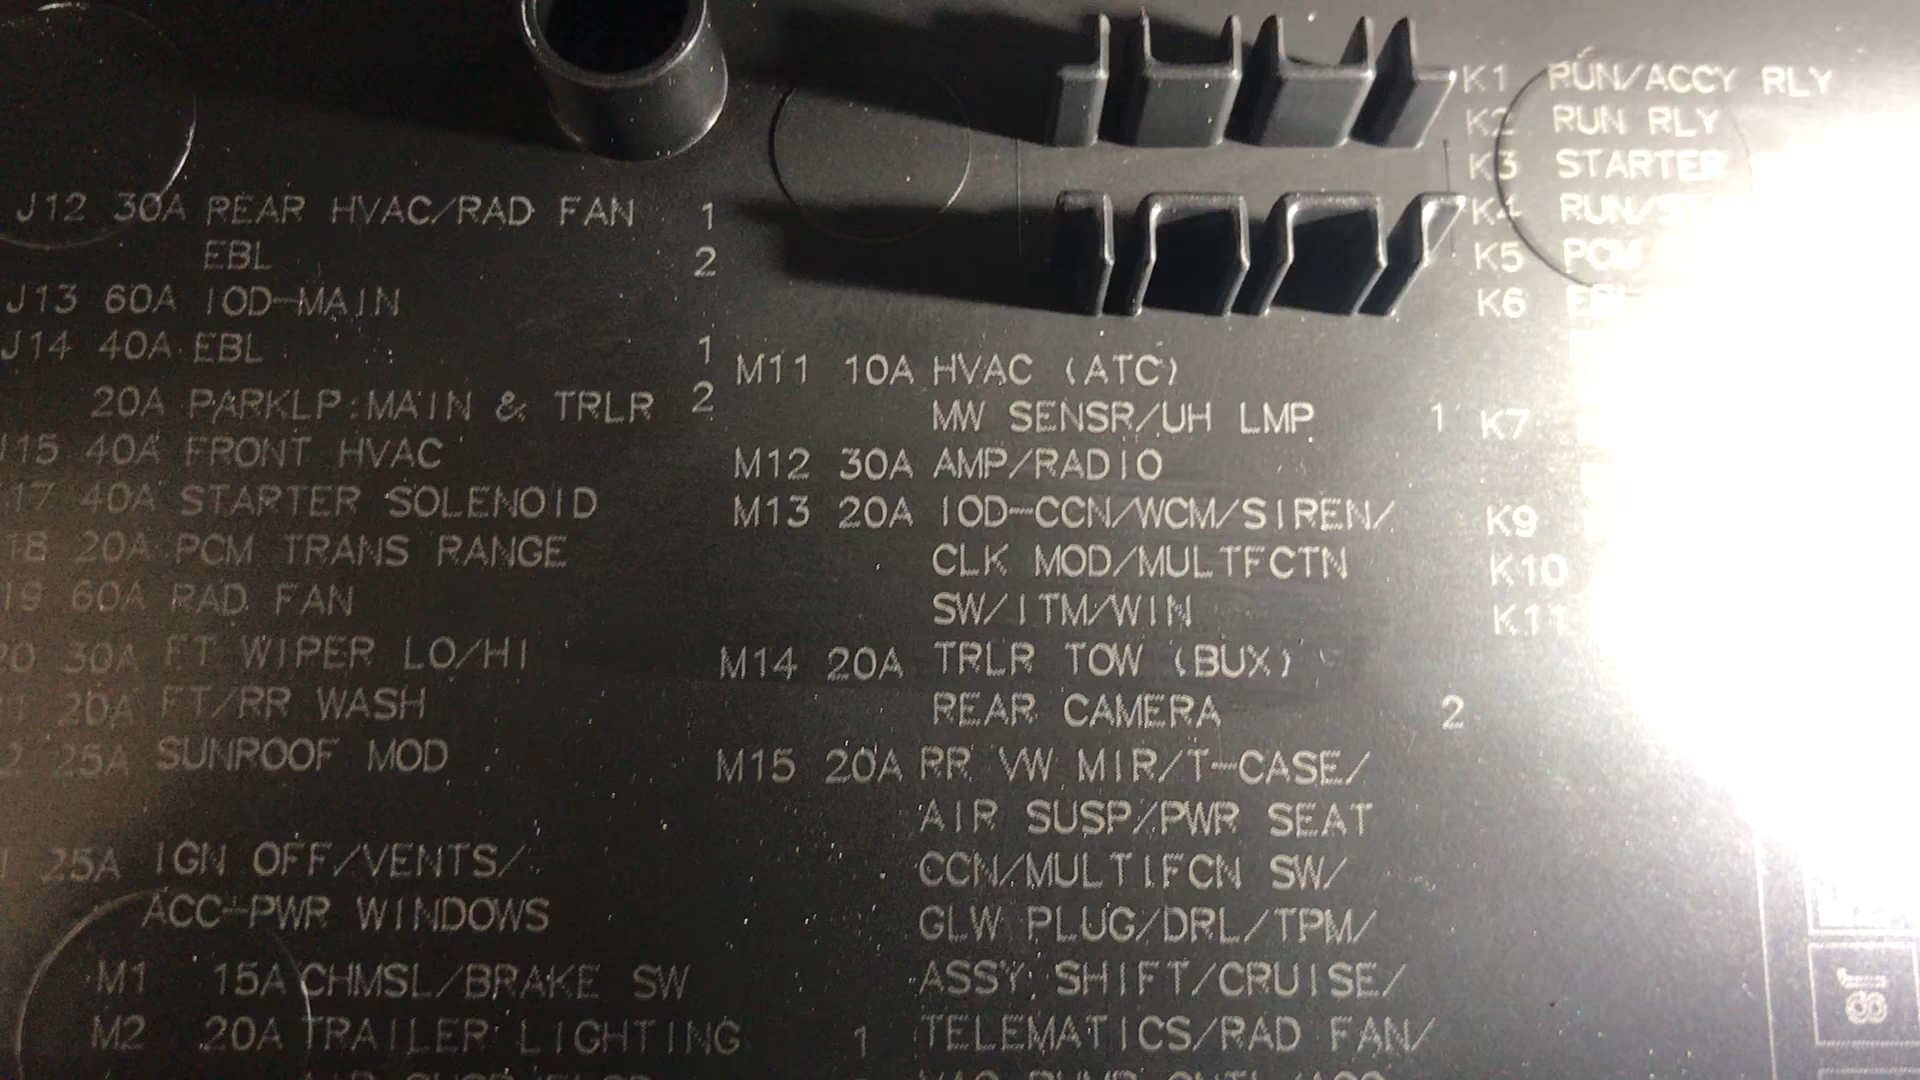 J12 30A REAR HVAC/RAD FAN 1
EBL 2
J13 60A IOD-MAIN
J14 40A EBL 1
20A PARKLP:MAIN & TRLR 2
J15 40A FRONT HVAC
17 40A STARTER SOLENOID
18 20A PCM TRANS RANGE
19 60A RAD FAN
0 30A FT WIPER LO/HI
1 20A FT/RR WASH
2 25A SUNROOF MOD
25A IGN OFF/VENTS/
ACC-PWR WINDOWS
M1 15A CHMSL/BRAKE SW
M2 20A TRAILER LIGHTING 1
M11 10A HVAC (ATC)
MW SENSR/UH LMP 1
M12 30A AMP/RADIO
M13 20A IOD-CCN/WCM/SIREN/
CLK MOD/MULTFCTN
SW/ITM/WIN
M14 20A TRLR TOW (BUX)
REAR CAMERA 2
M15 20A RR VW MIR/T-CASE/
AIR SUSP/PWR SEAT
CCN/MULTIFCN SW/
GLW PLUG/DRL/TPM/
ASSY SHIFT/CRUISE/
TELEMATICS/RAD FAN/
K1 RUN/ACCY RLY
K2 RUN RLY
K3 STARTER
K4 RUN/S
K5 PCM
K6
K7
K9
K10
K11